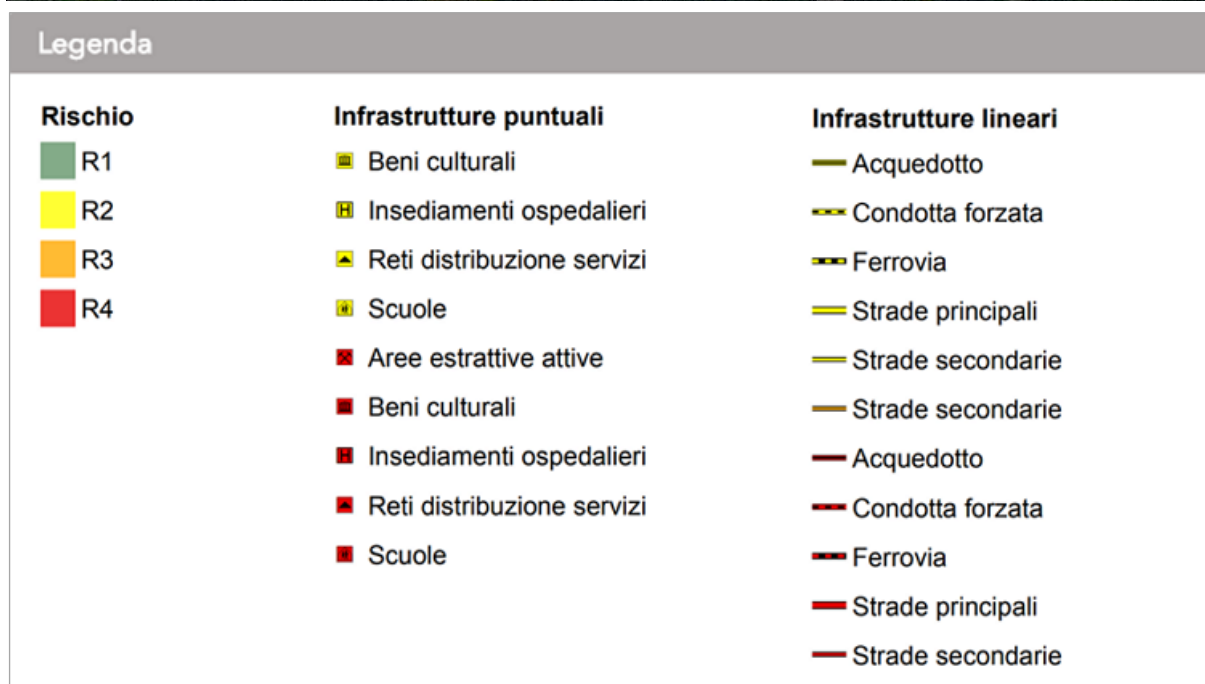 Legenda
Rischio
R1
R2
R3
R4
Infrastrutture puntuali
Beni culturali
Insediamenti ospedalieri
Reti distribuzione servizi
Scuole
Aree estrattive attive
Beni culturali
Insediamenti ospedalieri
Reti distribuzione servizi
Scuole
Infrastrutture lineari
Acquedotto
Condotta forzata
Ferrovia
Strade principali
Strade secondarie
Strade secondarie
Acquedotto
Condotta forzata
Ferrovia
Strade principali
Strade secondarie